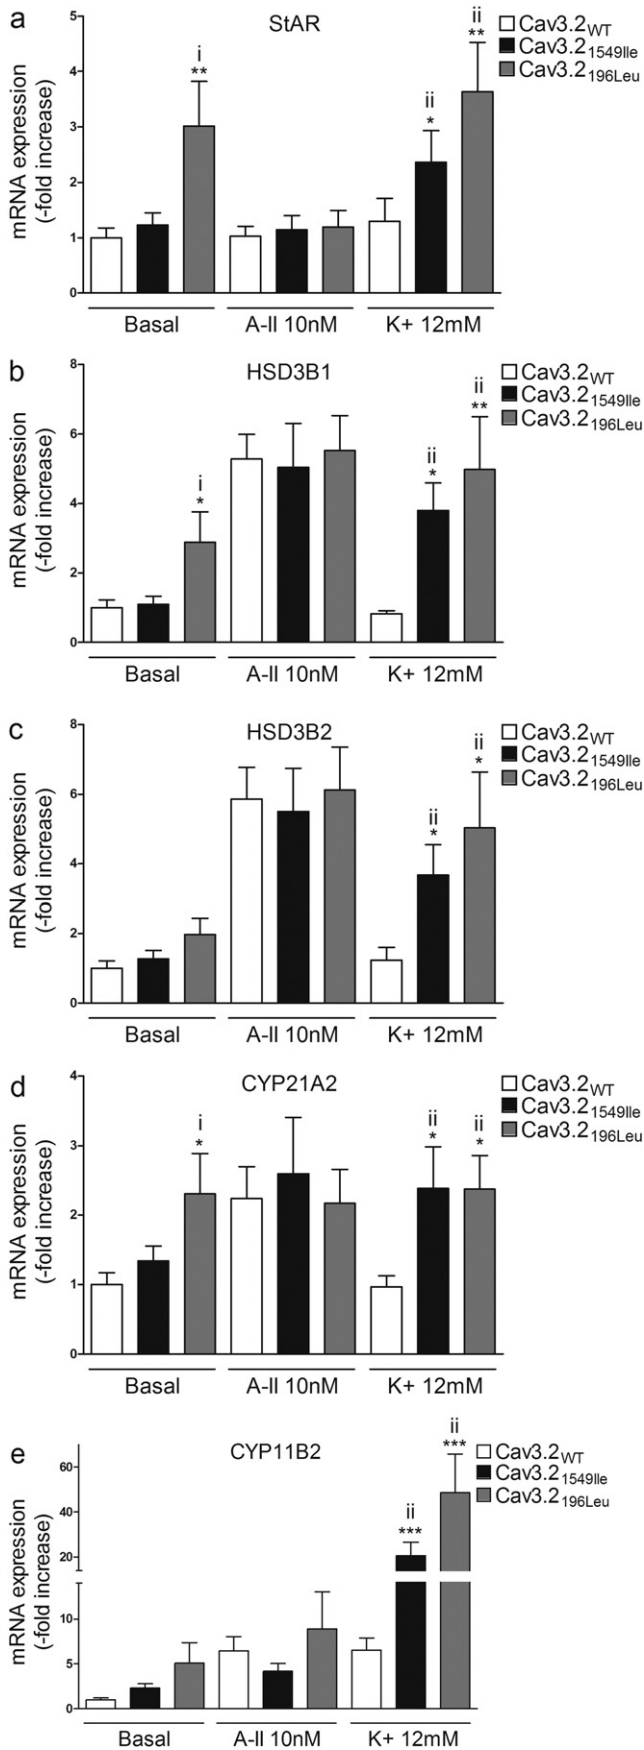 a
StAR
Cav3.2WT
Cav3.21549Ile
Cav3.2196Leu
mRNA expression
(-fold increase)
5
4
3
2
1
0
i
**
ii
*
ii
**
Basal
A-II 10nM
K+ 12mM
b
HSD3B1
Cav3.2WT
Cav3.21549Ile
Cav3.2196Leu
mRNA expression
(-fold increase)
8
6
4
2
0
i
*
ii
*
ii
**
Basal
A-II 10nM
K+ 12mM
c
HSD3B2
Cav3.2WT
Cav3.21549Ile
Cav3.2196Leu
mRNA expression
(-fold increase)
8
6
4
2
0
ii
*
ii
*
Basal
A-II 10nM
K+ 12mM
d
CYP21A2
Cav3.2WT
Cav3.21549Ile
Cav3.2196Leu
mRNA expression
(-fold increase)
4
3
2
1
0
i
*
ii
*
ii
*
Basal
A-II 10nM
K+ 12mM
e
CYP11B2
Cav3.2WT
Cav3.21549Ile
Cav3.2196Leu
mRNA expression
(-fold increase)
60
40
20
10
5
0
ii
***
ii
***
Basal
A-II 10nM
K+ 12mM